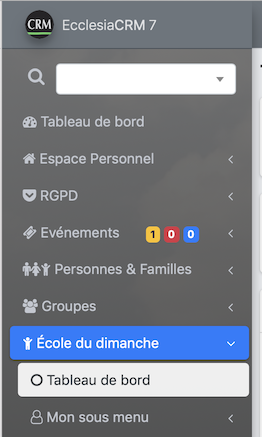 CRM EcclesiaCRM 7
Tableau de bord
Espace Personnel
RGPD
Evénements 1 0 0
Personnes & Familles
Groupes
École du dimanche
Tableau de bord
Mon sous menu